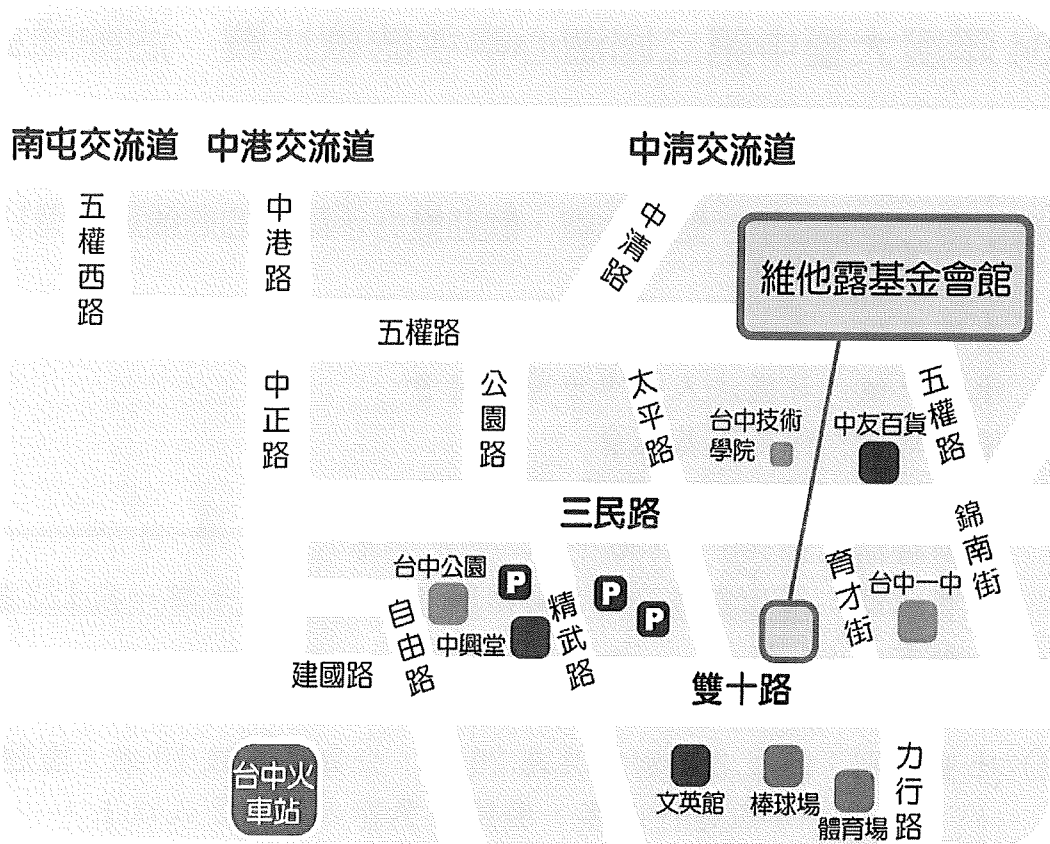 南屯交流道
中港交流道
中清交流道
五權西路
中港路
中清路
維他露基金會館
五權路
中正路
公園路
太平路
台中技術
學院
中友百貨
五權路
三民路
錦南街
台中公園
P
P
P
自由路
中興堂
精武路
育才街
台中一中
建國路
雙十路
台中火
車站
文英館
棒球場
體育場
力行路